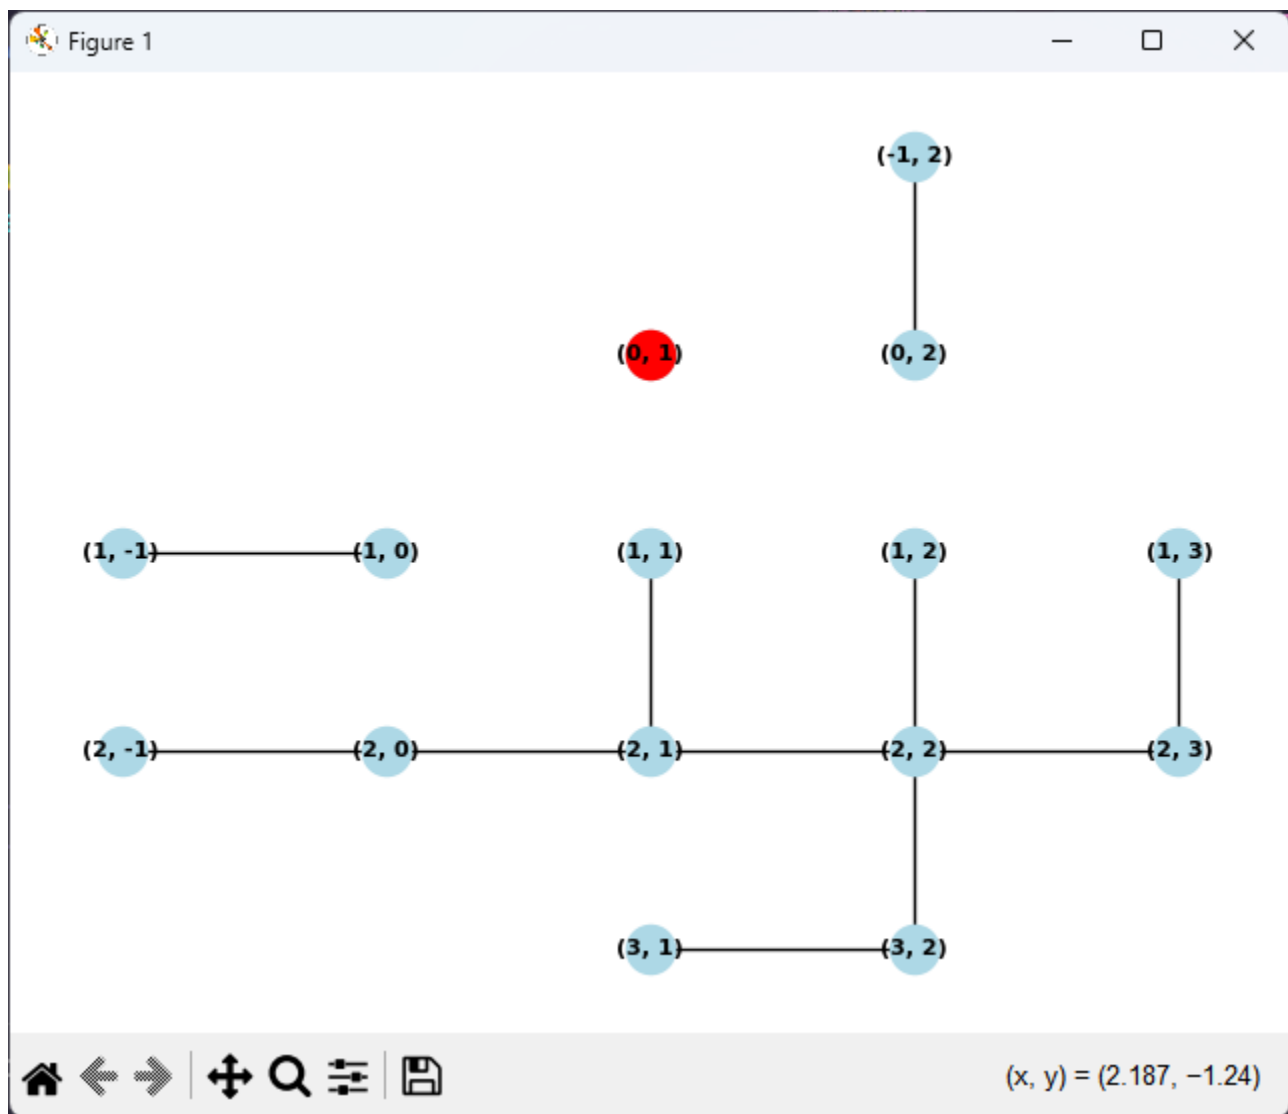 Figure 1
(-1, 2)
(0, 1) (0, 2)
(1, -1) (1, 0) (1, 1) (1, 2) (1, 3)
(2, -1) (2, 0) (2, 1) (2, 2) (2, 3)
(3, 1) (3, 2)
(x, y) = (2.187, −1.24)